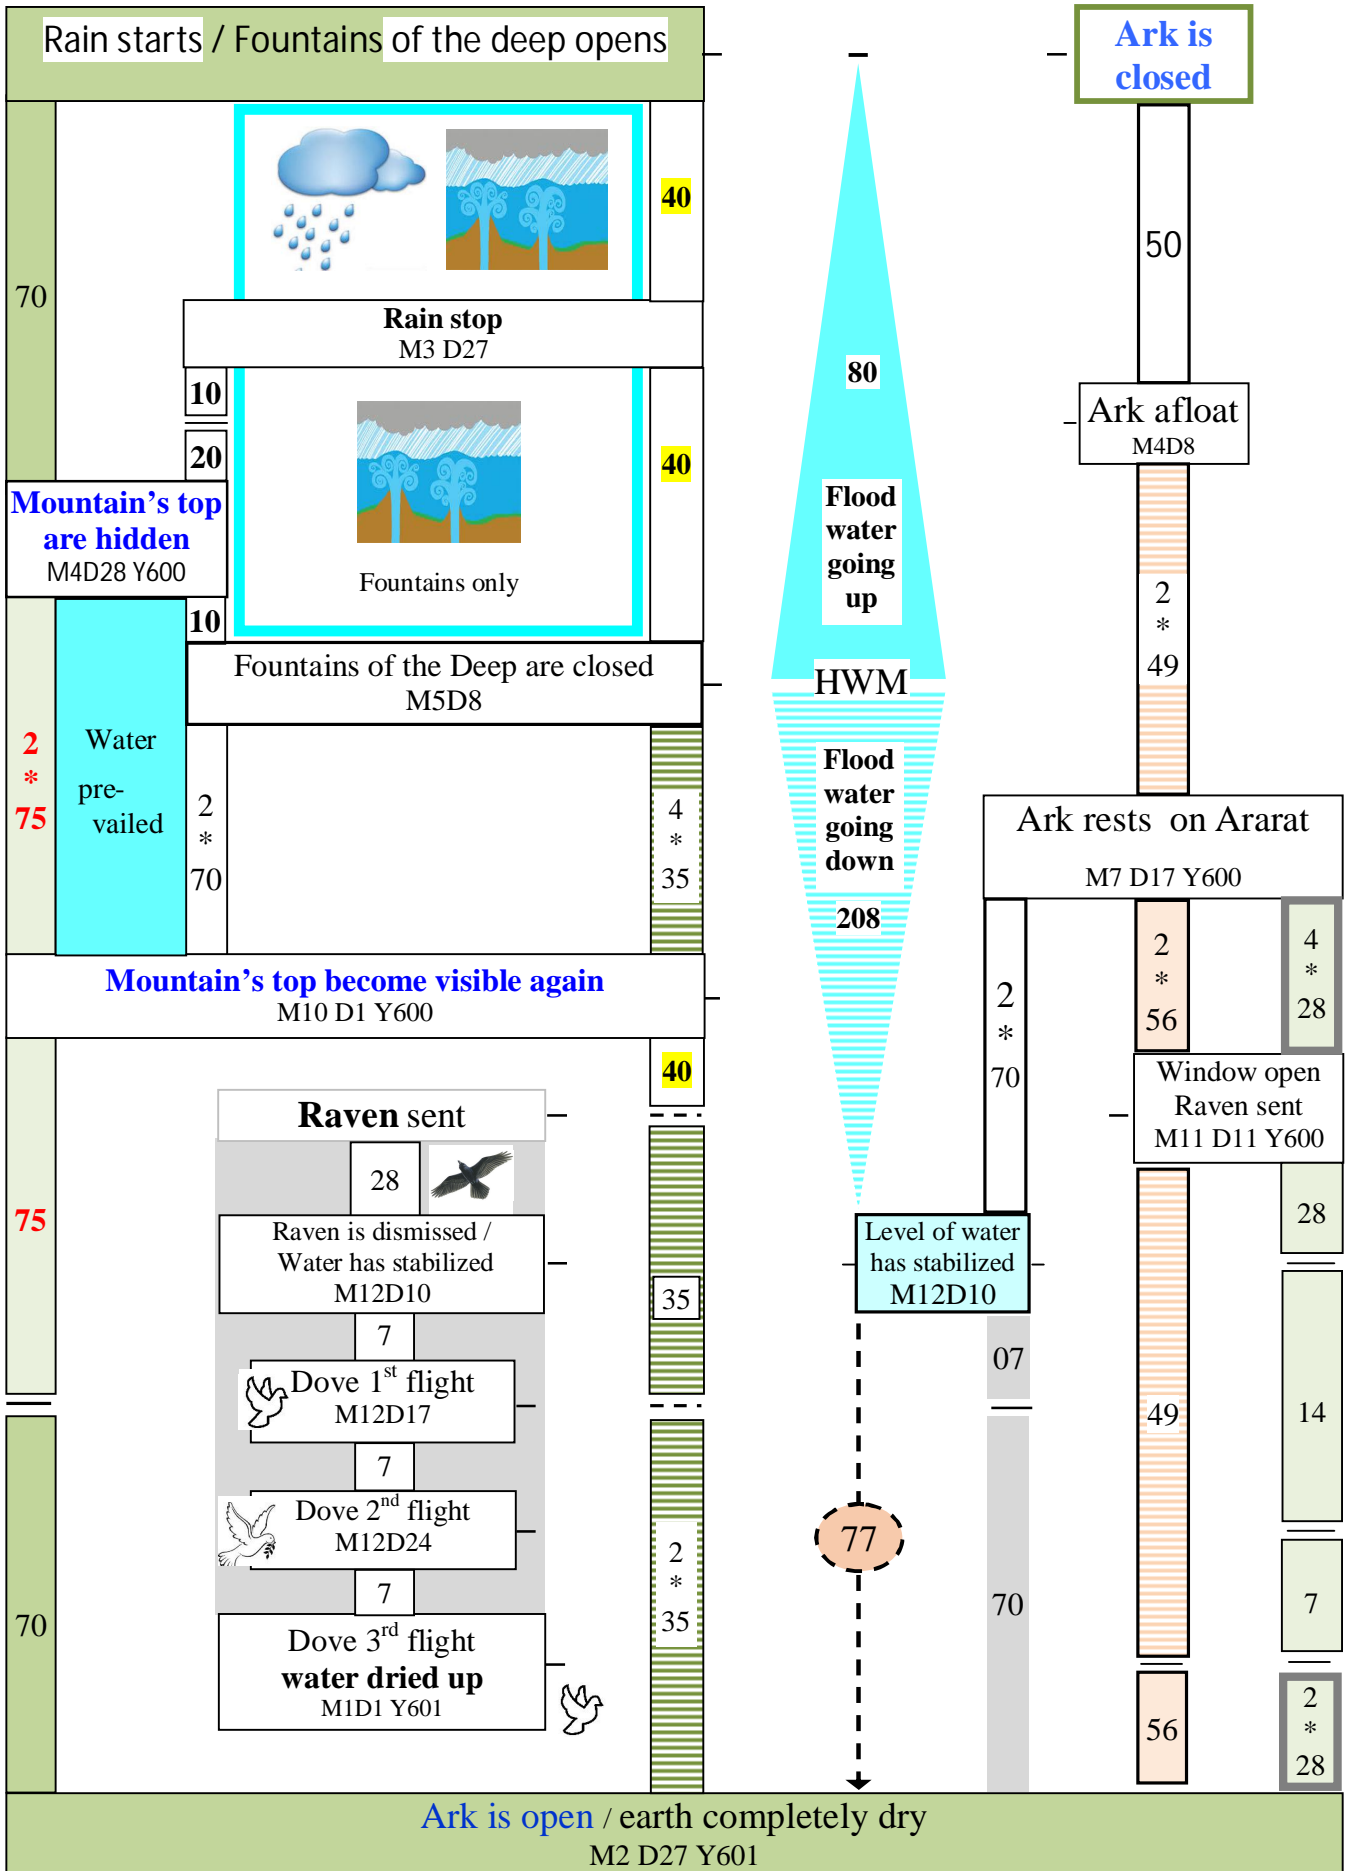 Rain starts / Fountains of the deep opens
Ark is
closed
70
40
50
Rain stop
M3 D27
80
10
20
40
Ark afloat
M4D8
Mountain's top
are hidden
M4D28 Y600
Fountains only
Flood
water
going
up
2
*
49
10
Fountains of the Deep are closed
M5D8
HWM
2
*
75
Water
pre-
vailed
2
*
70
4
*
35
Flood
water
going
down
208
Ark rests on Ararat
M7 D17 Y600
2
*
70
2
*
56
4
*
28
Mountain's top become visible again
M10 D1 Y600
40
75
Raven sent
28
Window open
Raven sent
M11 D11 Y600
Raven is dismissed /
Water has stabilized
M12D10
35
Level of water
has stabilized
M12D10
28
7
07
Dove 1st flight
M12D17
49
14
7
Dove 2nd flight
M12D24
77
7
2
*
35
70
70
7
Dove 3rd flight
water dried up
M1D1 Y601
56
2
*
28
Ark is open / earth completely dry
M2 D27 Y601